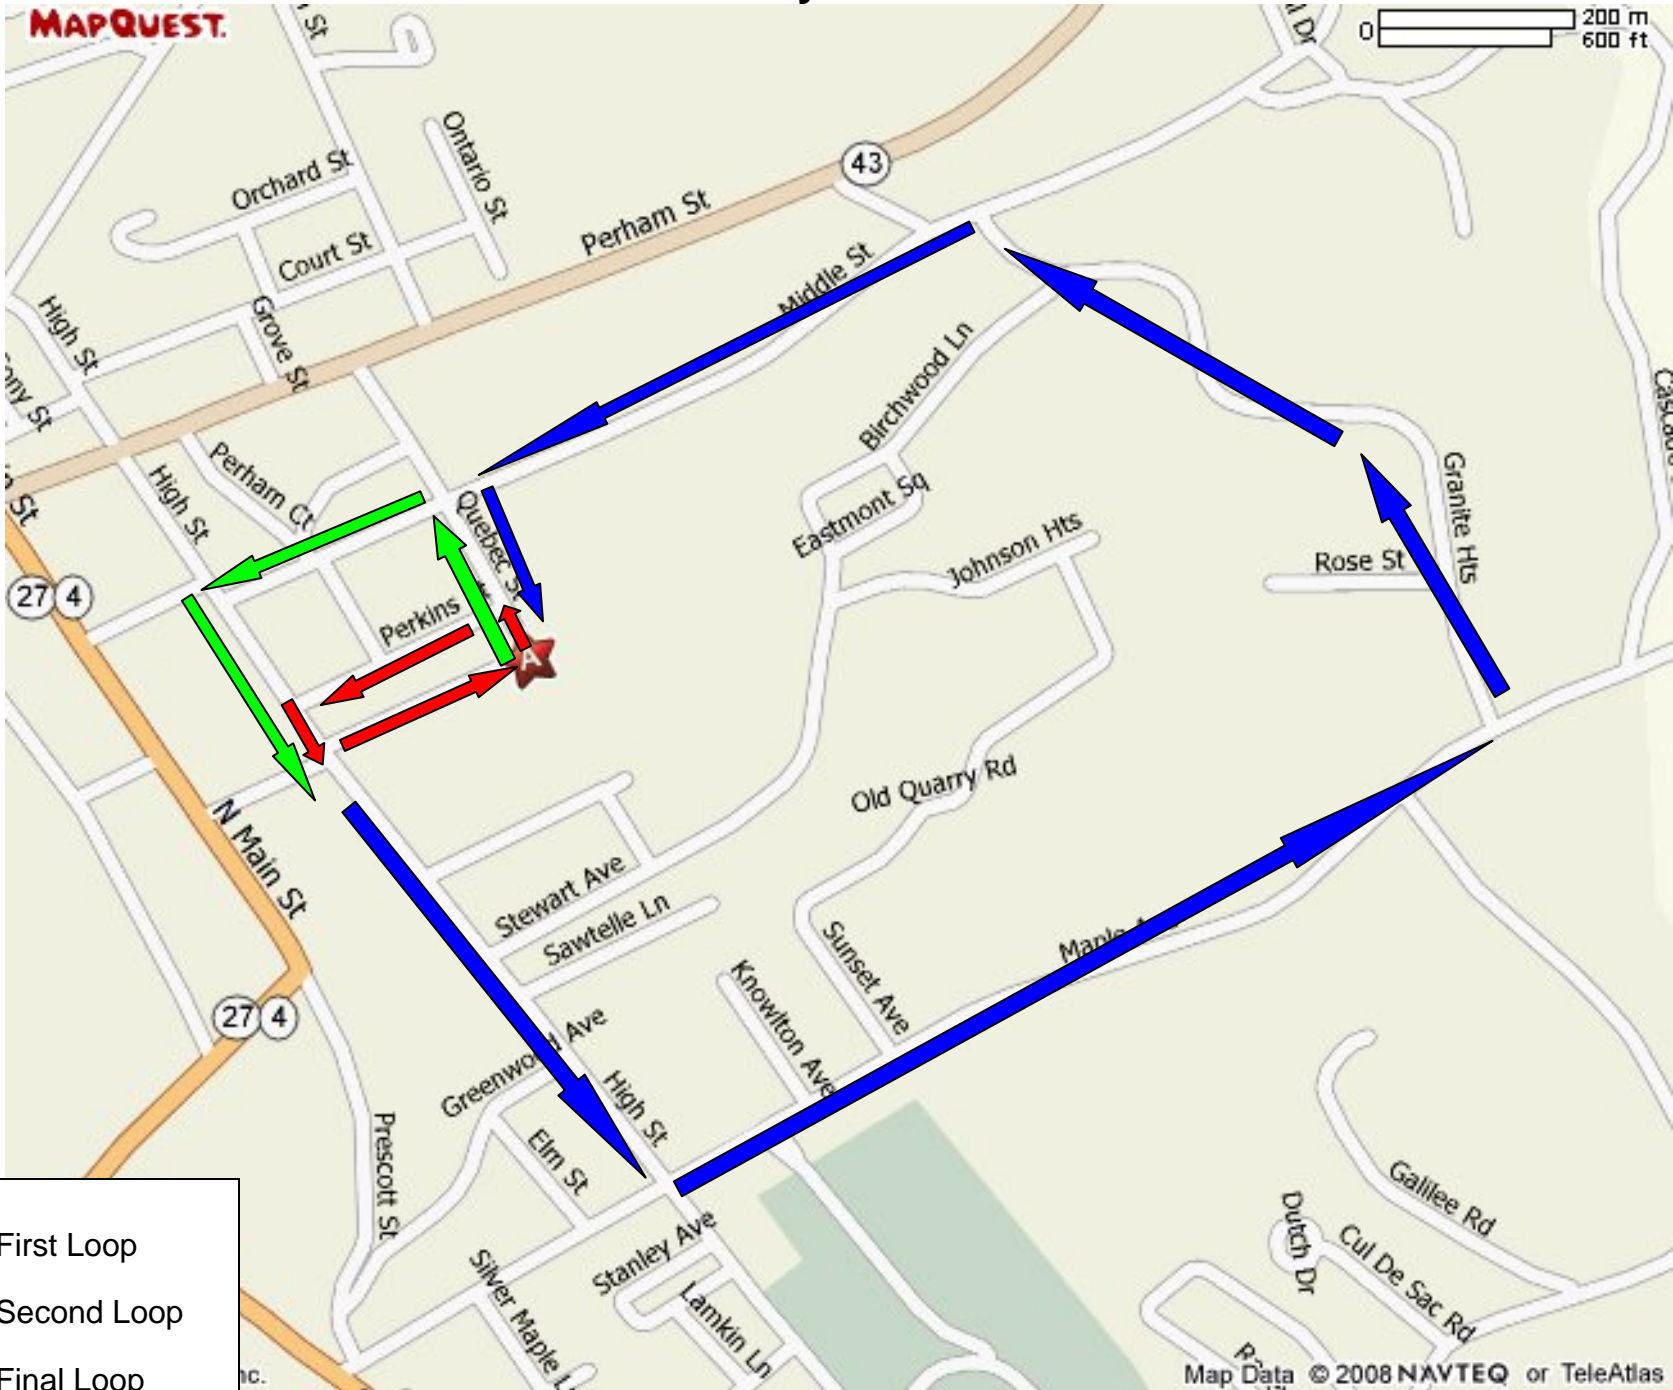 MAPQUEST.
0
200 m
600 ft
St
Dr
Ontario St
Orchard St
43
Perham St
Court St
High St
Grove St
Middle St
Birchwood Ln
St
Perham Ct
High St
Quebec St
Eastmont Sq
Granite Hts
Johnson Hts
Rose St
27
4
Perkins
A
Old Quarry Rd
N Main St
Stewart Ave
Sawtelle Ln
Sunset Ave
Knowlton Ave
27
4
Greenwood Ave
High St
Prescott St
Elm St
Galilee Rd
Dutch Dr
Cul De Sac Rd
Stanley Ave
Silver Maple
Lamkin Ln
First Loop
Second Loop
Final Loop
nc.
Map Data © 2008 NAVTEQ or TeleAtlas